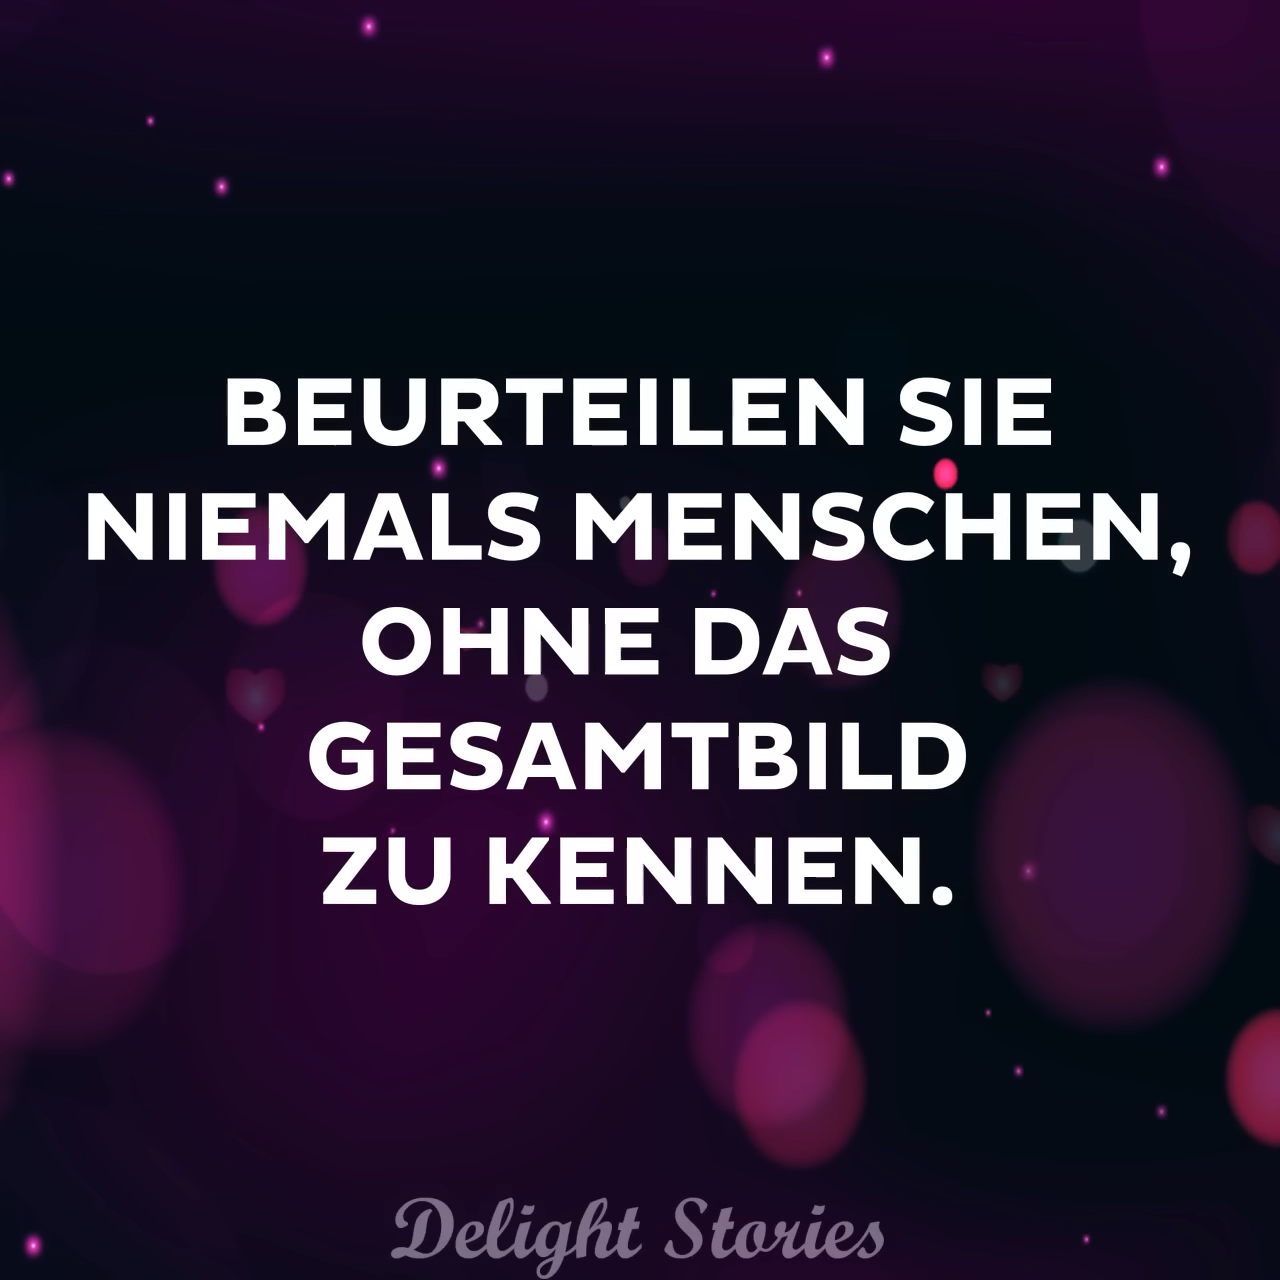 BEURTEILEN SIE
NIEMALS MENSCHEN,
OHNE DAS
GESAMTBILD
ZU KENNEN.
Delight Stories